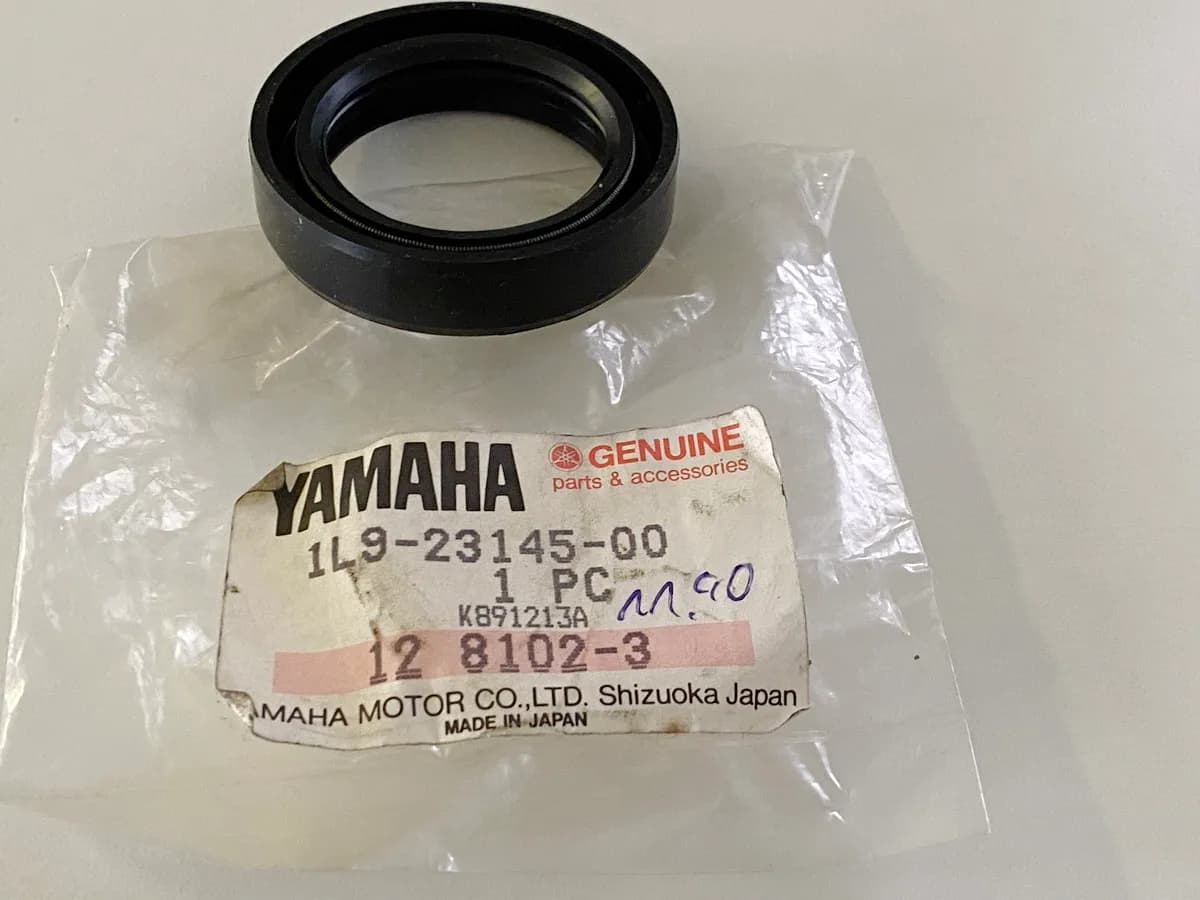 YAMAHA
GENUINE
parts & accessories
1L9-23145-00
1 PC
11.90
K891213A
12 8102-3
AMAHA MOTOR CO.,LTD. Shizuoka Japan
MADE IN JAPAN